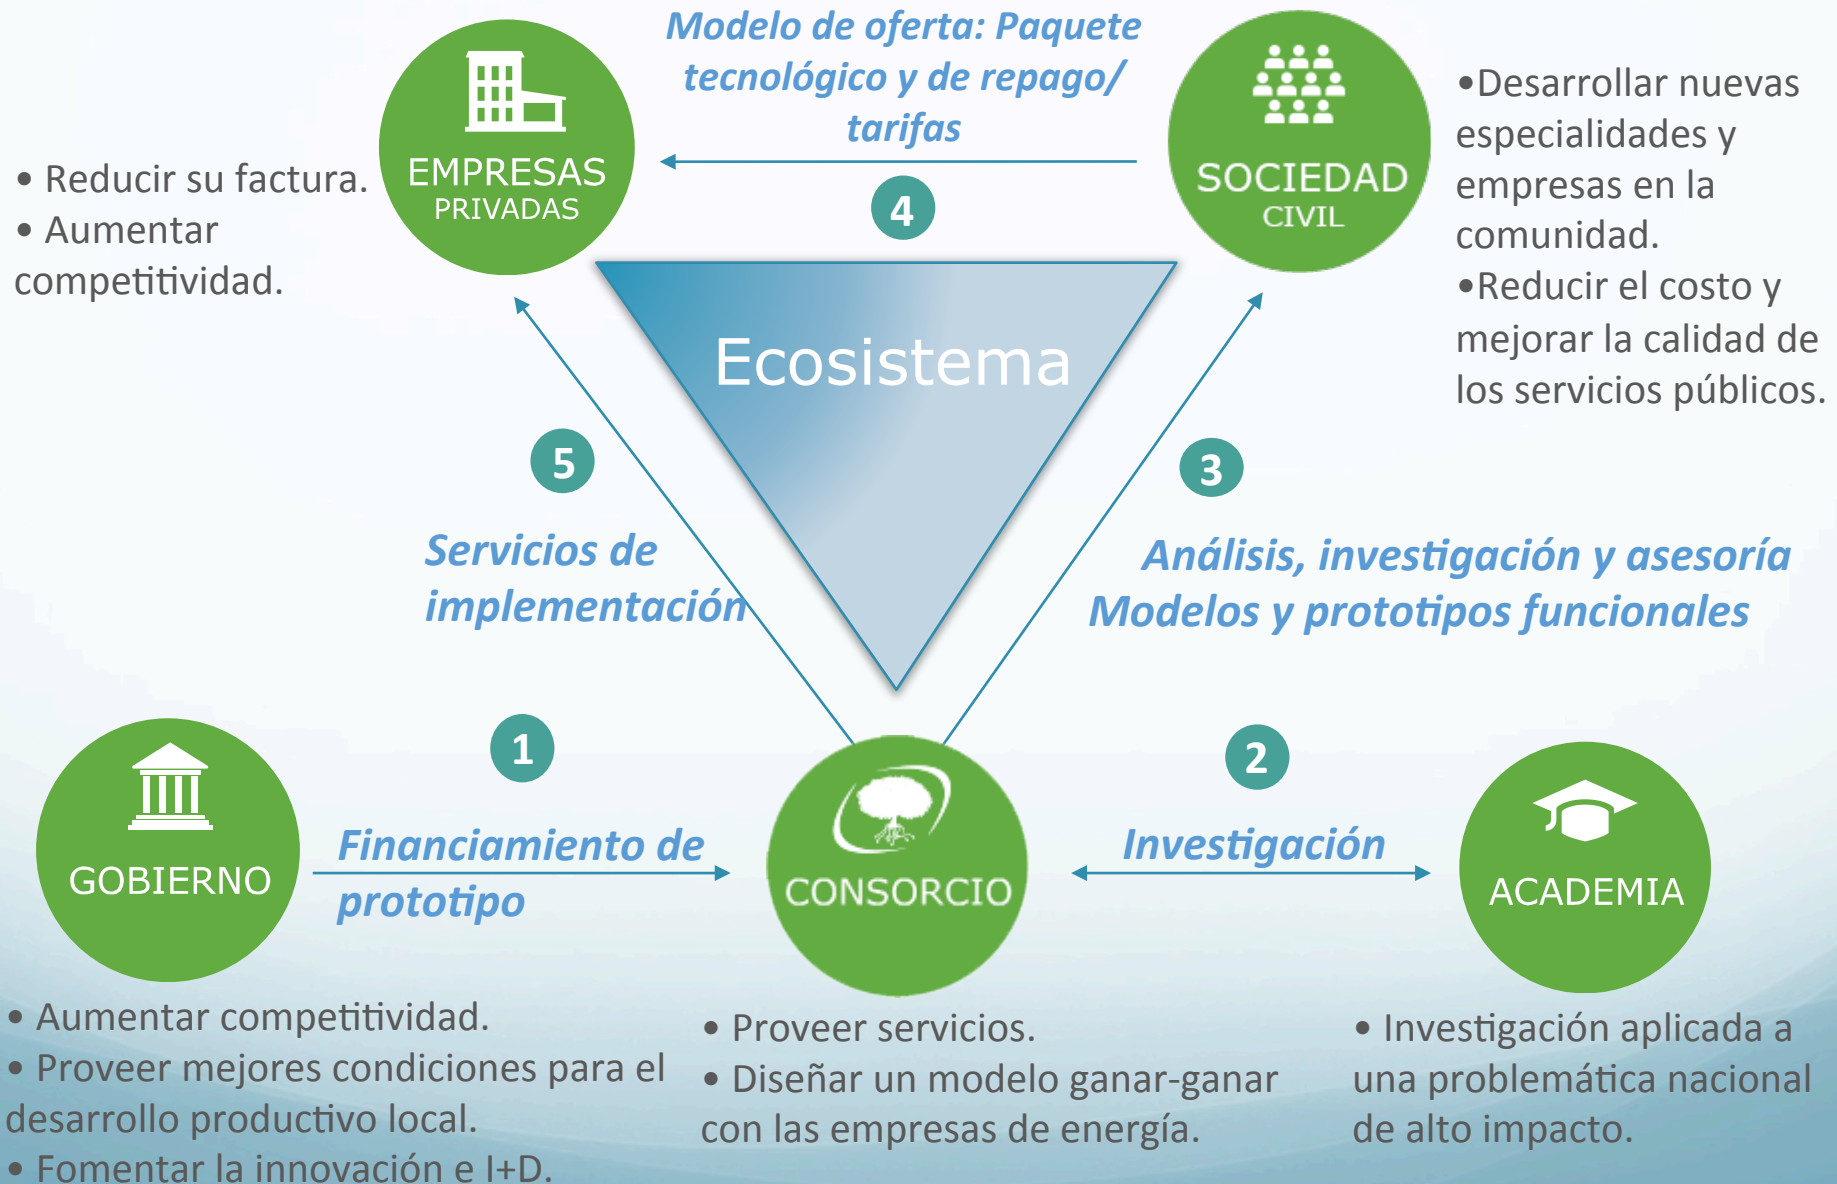 Modelo de oferta: Paquete
tecnológico y de repago/
tarifas
4
EMPRESAS
PRIVADAS
• Reducir su factura.
• Aumentar
competitividad.
SOCIEDAD
CIVIL
•Desarrollar nuevas
especialidades y
empresas en la
comunidad.
•Reducir el costo y
mejorar la calidad de
los servicios públicos.
Ecosistema
5
Servicios de
implementación
3
Análisis, investigación y asesoría
Modelos y prototipos funcionales
1
Financiamiento de
prototipo
2
Investigación
GOBIERNO
• Aumentar competitividad.
• Proveer mejores condiciones para el
desarrollo productivo local.
• Fomentar la innovación e I+D.
CONSORCIO
• Proveer servicios.
• Diseñar un modelo ganar-ganar
con las empresas de energía.
ACADEMIA
• Investigación aplicada a
una problemática nacional
de alto impacto.